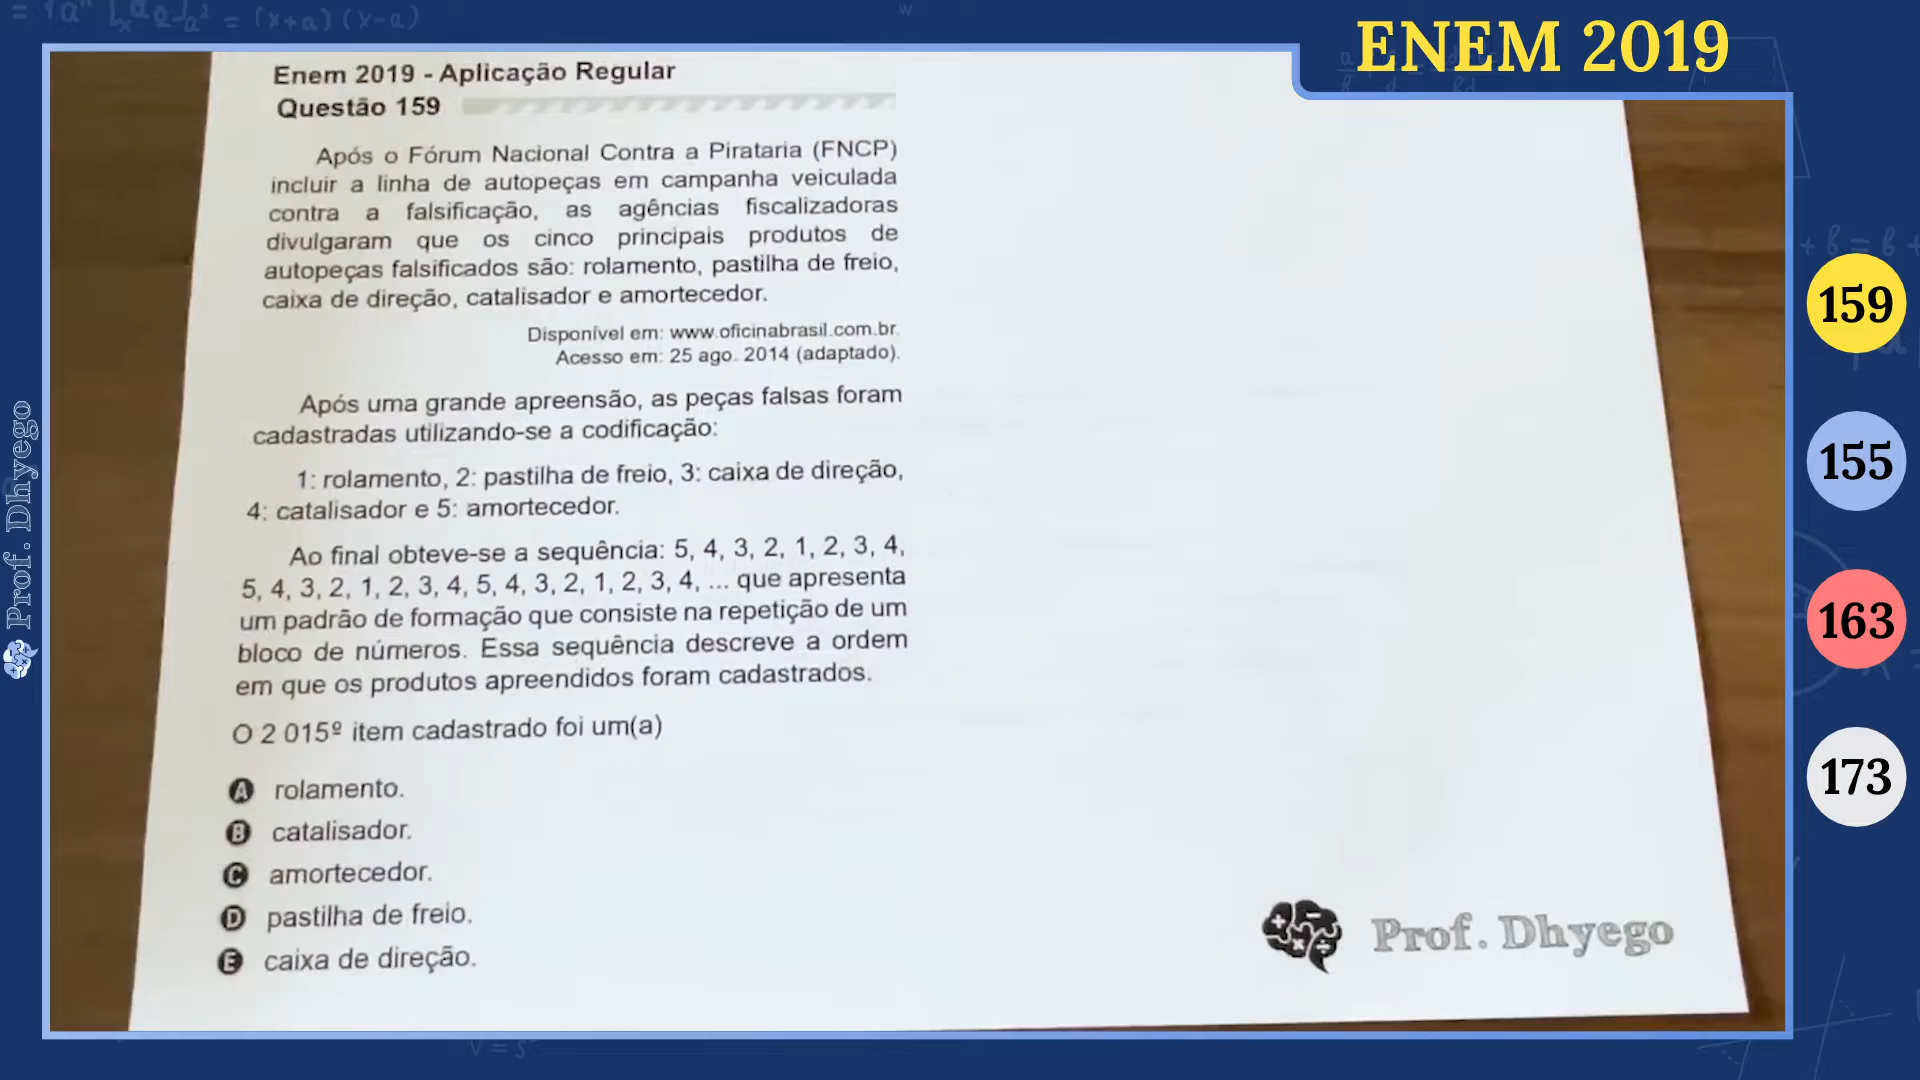 ENEM 2019
Enem 2019 - Aplicação Regular
Questão 159
Após o Fórum Nacional Contra a Pirataria (FNCP)
incluir a linha de autopeças em campanha veiculada
contra a falsificação, as agências fiscalizadoras
divulgaram que os cinco principais produtos de
autopeças falsificados são: rolamento, pastilha de freio,
caixa de direção, catalisador e amortecedor.
Disponível em: www.oficinabrasil.com.br.
Acesso em: 25 ago. 2014 (adaptado).
Após uma grande apreensão, as peças falsas foram
cadastradas utilizando-se a codificação:
1: rolamento, 2: pastilha de freio, 3: caixa de direção,
4: catalisador e 5: amortecedor.
Ao final obteve-se a sequência: 5, 4, 3, 2, 1, 2, 3, 4,
5, 4, 3, 2, 1, 2, 3, 4, 5, 4, 3, 2, 1, 2, 3, 4, ... que apresenta
um padrão de formação que consiste na repetição de um
bloco de números. Essa sequência descreve a ordem
em que os produtos apreendidos foram cadastrados.
O 2 015º item cadastrado foi um(a)
A rolamento.
B catalisador.
C amortecedor.
D pastilha de freio.
E caixa de direção.
Prof. Dhyego
Prof. Dhyego
159
155
163
173
= (x+a) (x-a)